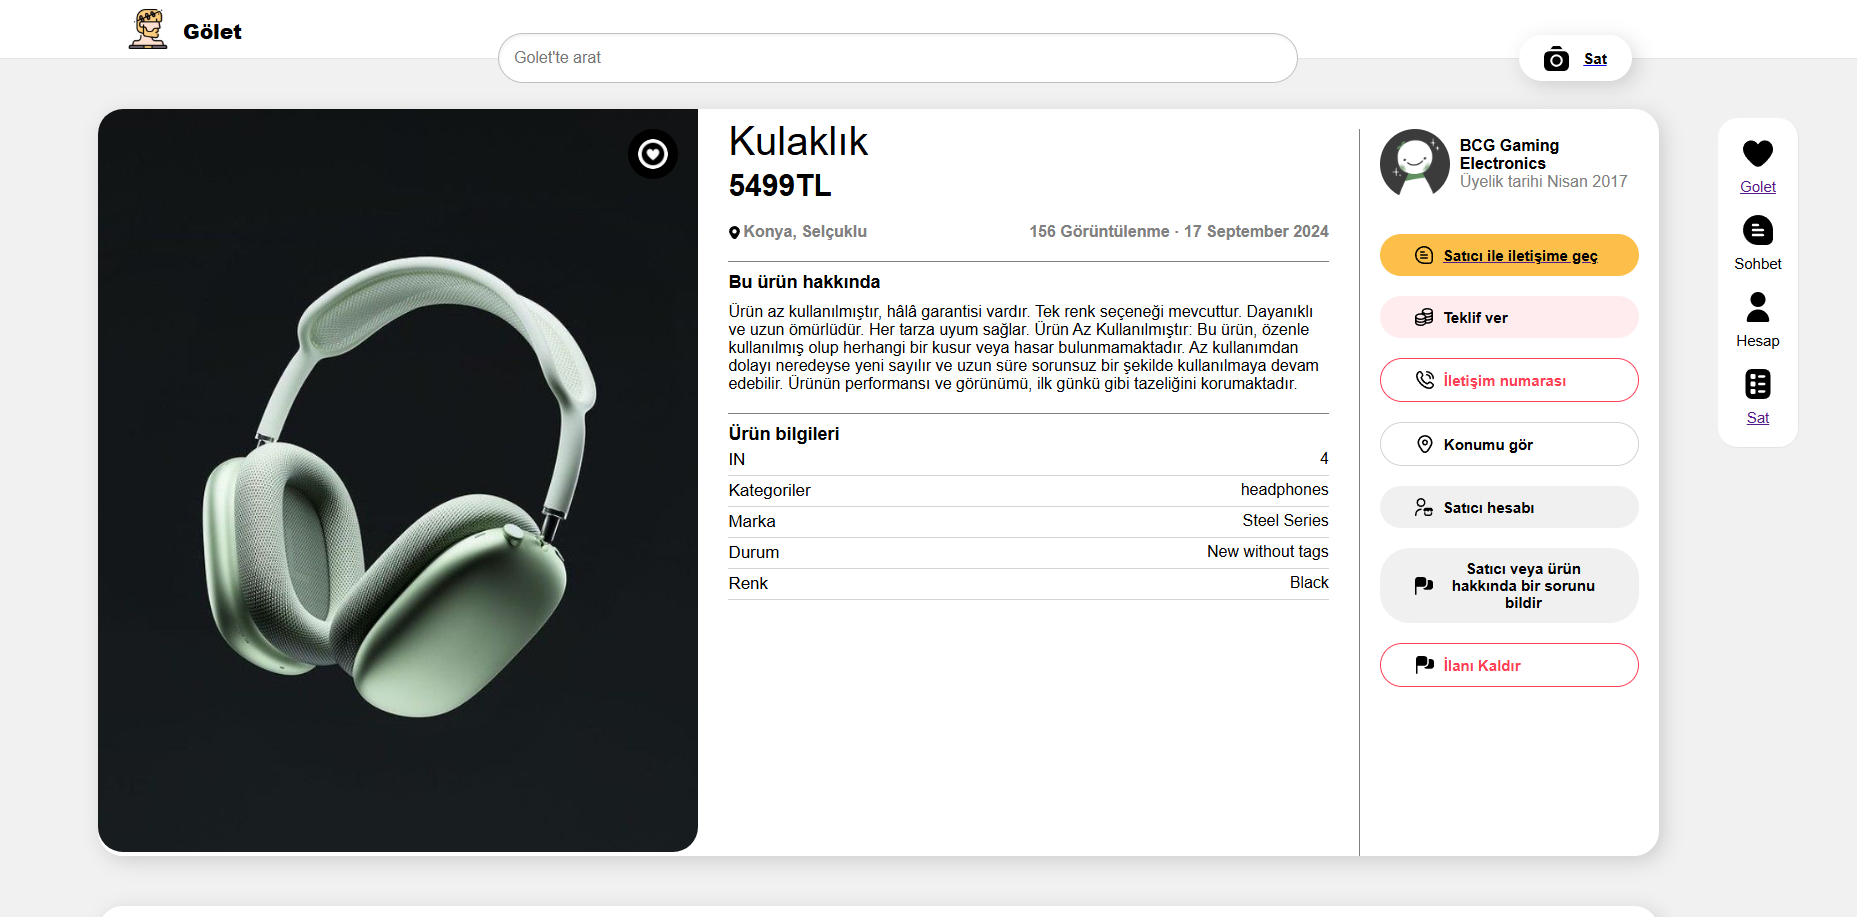 Gölet
Golet'te arat
Sat
Kulaklık
5499TL
Konya, Selçuklu
156 Görüntülenme · 17 September 2024
Bu ürün hakkında
Ürün az kullanılmıştır, hâlâ garantisi vardır. Tek renk seçeneği mevcuttur. Dayanıklı
ve uzun ömürlüdür. Her tarza uyum sağlar. Ürün Az Kullanılmıştır: Bu ürün, özenle
kullanılmış olup herhangi bir kusur veya hasar bulunmamaktadır. Az kullanımdan
dolayı neredeyse yeni sayılır ve uzun süre sorunsuz bir şekilde kullanılmaya devam
edebilir. Ürünün performansı ve görünümü, ilk günkü gibi tazeliğini korumaktadır.
Ürün bilgileri
IN 4
Kategoriler headphones
Marka Steel Series
Durum New without tags
Renk Black
BCG Gaming
Electronics
Üyelik tarihi Nisan 2017
Satıcı ile iletişime geç
Teklif ver
İletişim numarası
Konumu gör
Satıcı hesabı
Satıcı veya ürün
hakkında bir sorunu
bildir
İlanı Kaldır
Golet
Sohbet
Hesap
Sat